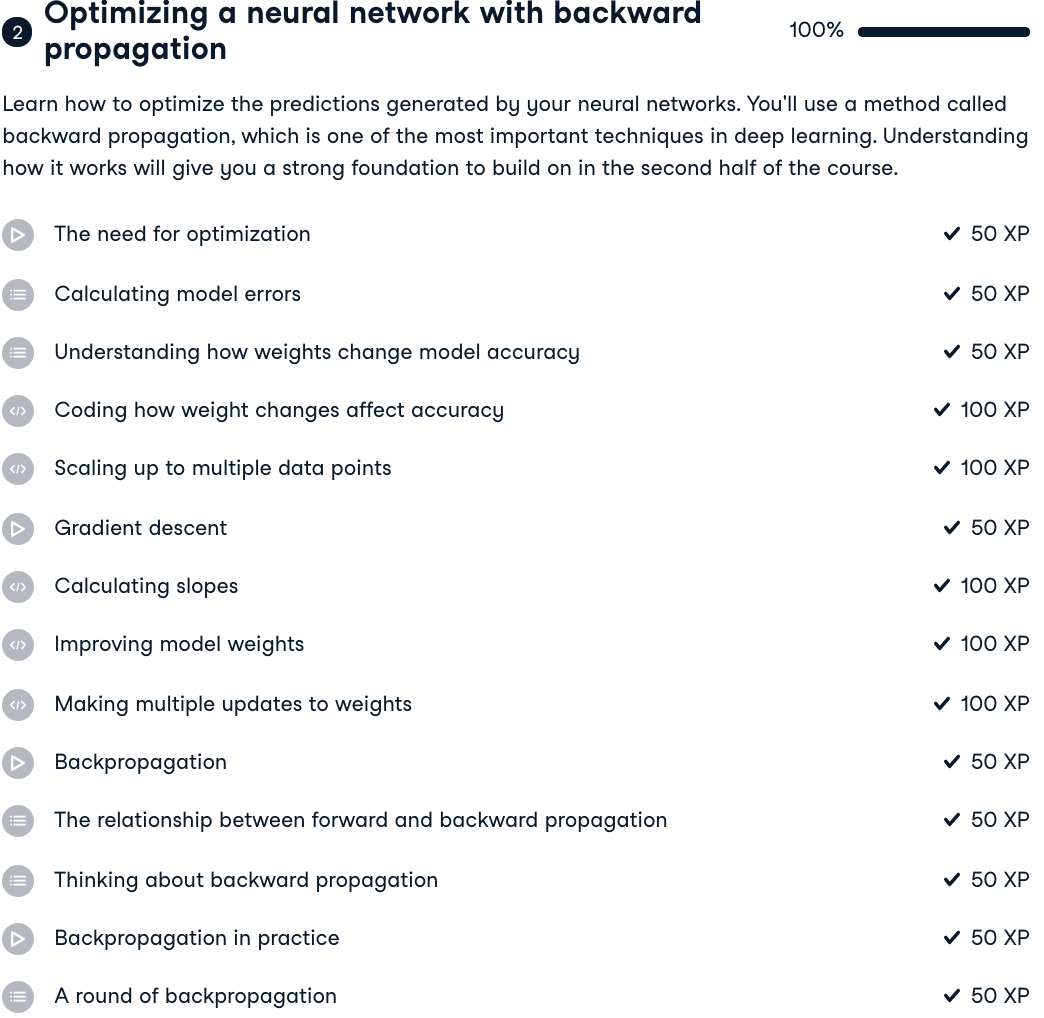 2
Optimizing a neural network with backward
propagation
100%
Learn how to optimize the predictions generated by your neural networks. You'll use a method called
backward propagation, which is one of the most important techniques in deep learning. Understanding
how it works will give you a strong foundation to build on in the second half of the course.
The need for optimization 50 XP
Calculating model errors 50 XP
Understanding how weights change model accuracy 50 XP
Coding how weight changes affect accuracy 100 XP
Scaling up to multiple data points 100 XP
Gradient descent 50 XP
Calculating slopes 100 XP
Improving model weights 100 XP
Making multiple updates to weights 100 XP
Backpropagation 50 XP
The relationship between forward and backward propagation 50 XP
Thinking about backward propagation 50 XP
Backpropagation in practice 50 XP
A round of backpropagation 50 XP